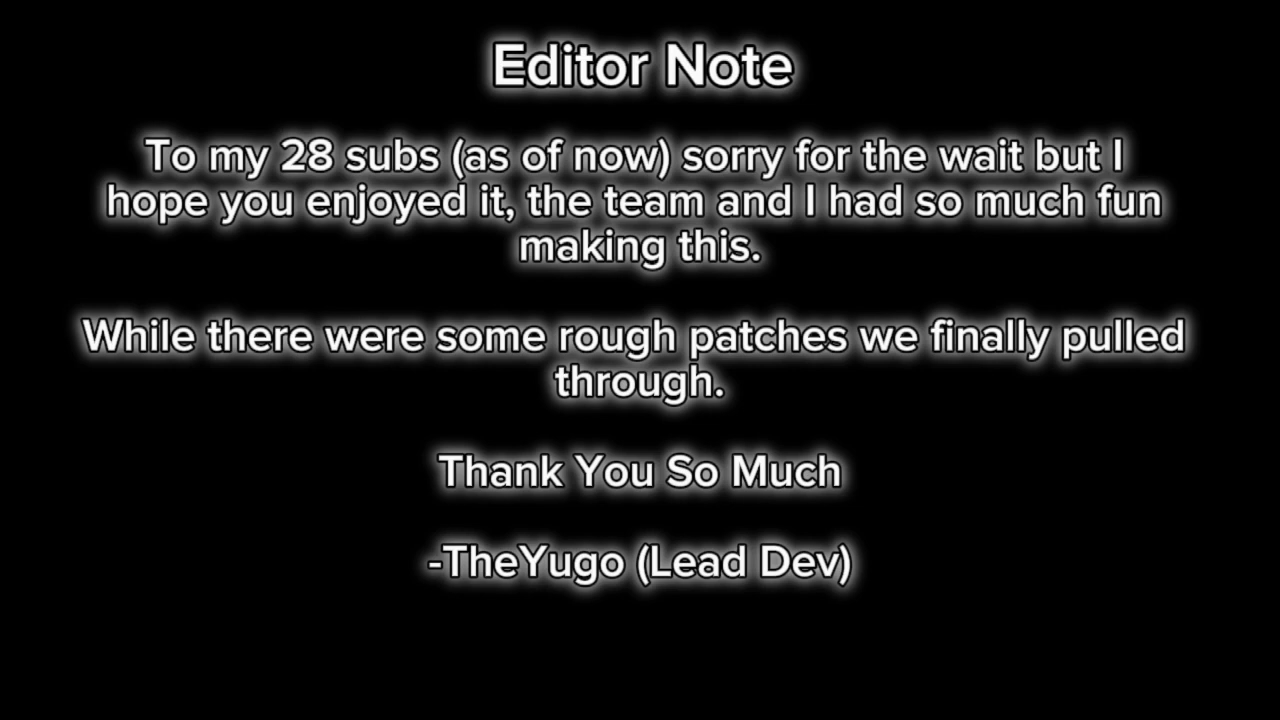 Editor Note
To my 28 subs (as of now) sorry for the wait but I
hope you enjoyed it, the team and I had so much fun
making this.
While there were some rough patches we finally pulled
through.
Thank You So Much
-TheYugo (Lead Dev)